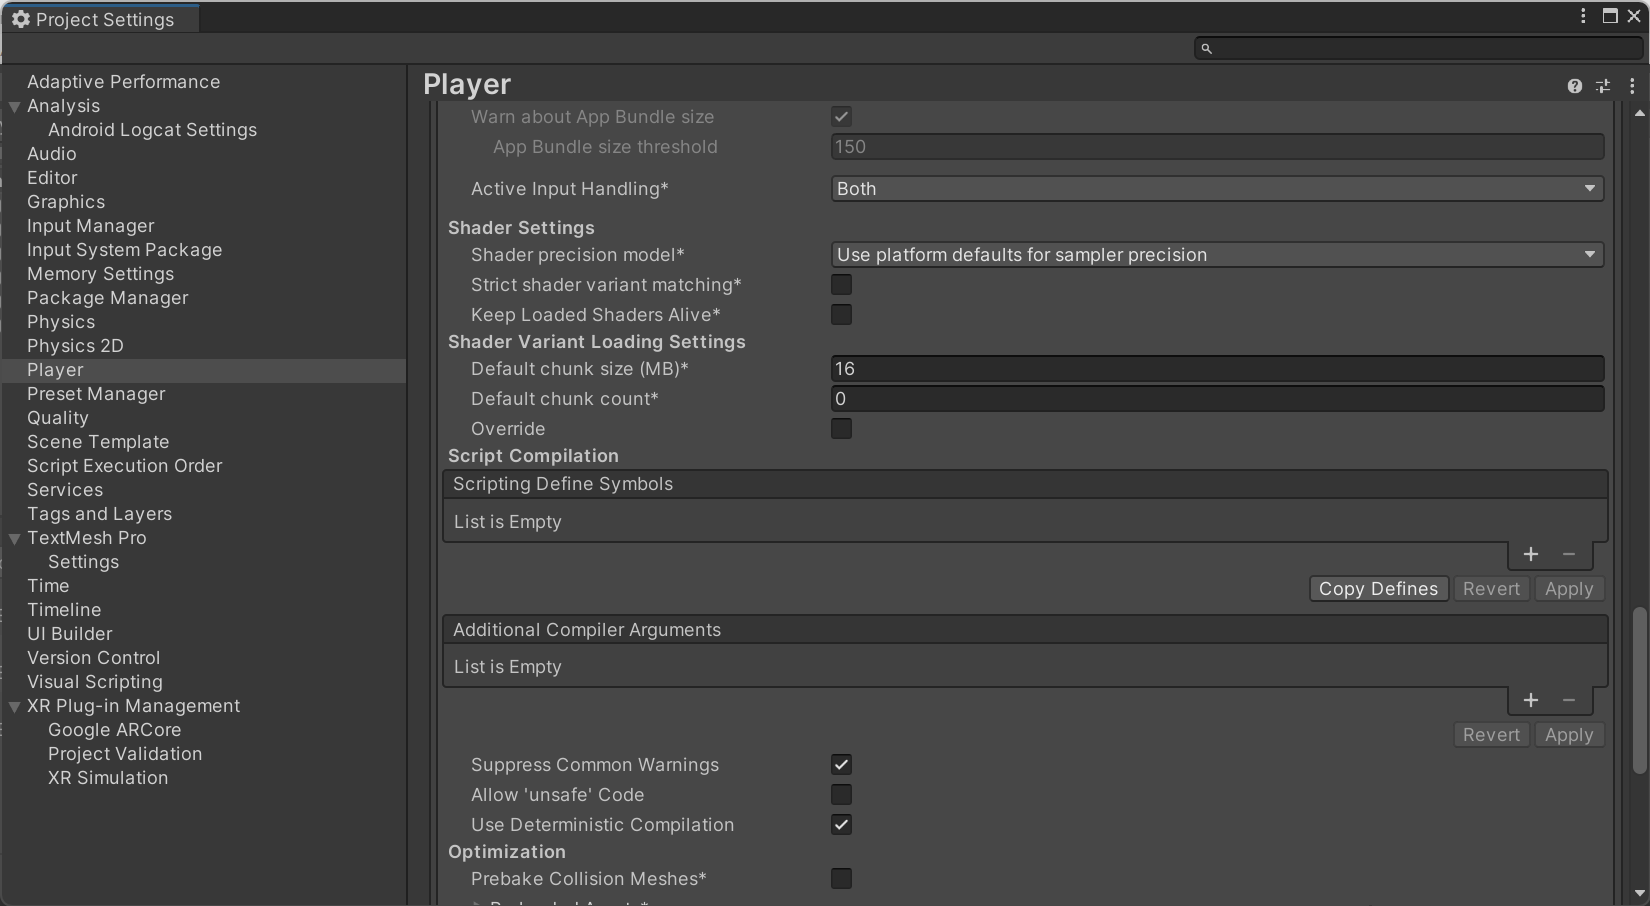 Project Settings
Adaptive Performance
Analysis
Android Logcat Settings
Audio
Editor
Graphics
Input Manager
Input System Package
Memory Settings
Package Manager
Physics
Physics 2D
Player
Preset Manager
Quality
Scene Template
Script Execution Order
Services
Tags and Layers
TextMesh Pro
Settings
Time
Timeline
UI Builder
Version Control
Visual Scripting
XR Plug-in Management
Google ARCore
Project Validation
XR Simulation
Player
Warn about App Bundle size
App Bundle size threshold 150
Active Input Handling* Both
Shader Settings
Shader precision model* Use platform defaults for sampler precision
Strict shader variant matching*
Keep Loaded Shaders Alive*
Shader Variant Loading Settings
Default chunk size (MB)* 16
Default chunk count* 0
Override
Script Compilation
Scripting Define Symbols
List is Empty
+ −
Copy Defines Revert Apply
Additional Compiler Arguments
List is Empty
+ −
Revert Apply
Suppress Common Warnings
Allow 'unsafe' Code
Use Deterministic Compilation
Optimization
Prebake Collision Meshes*